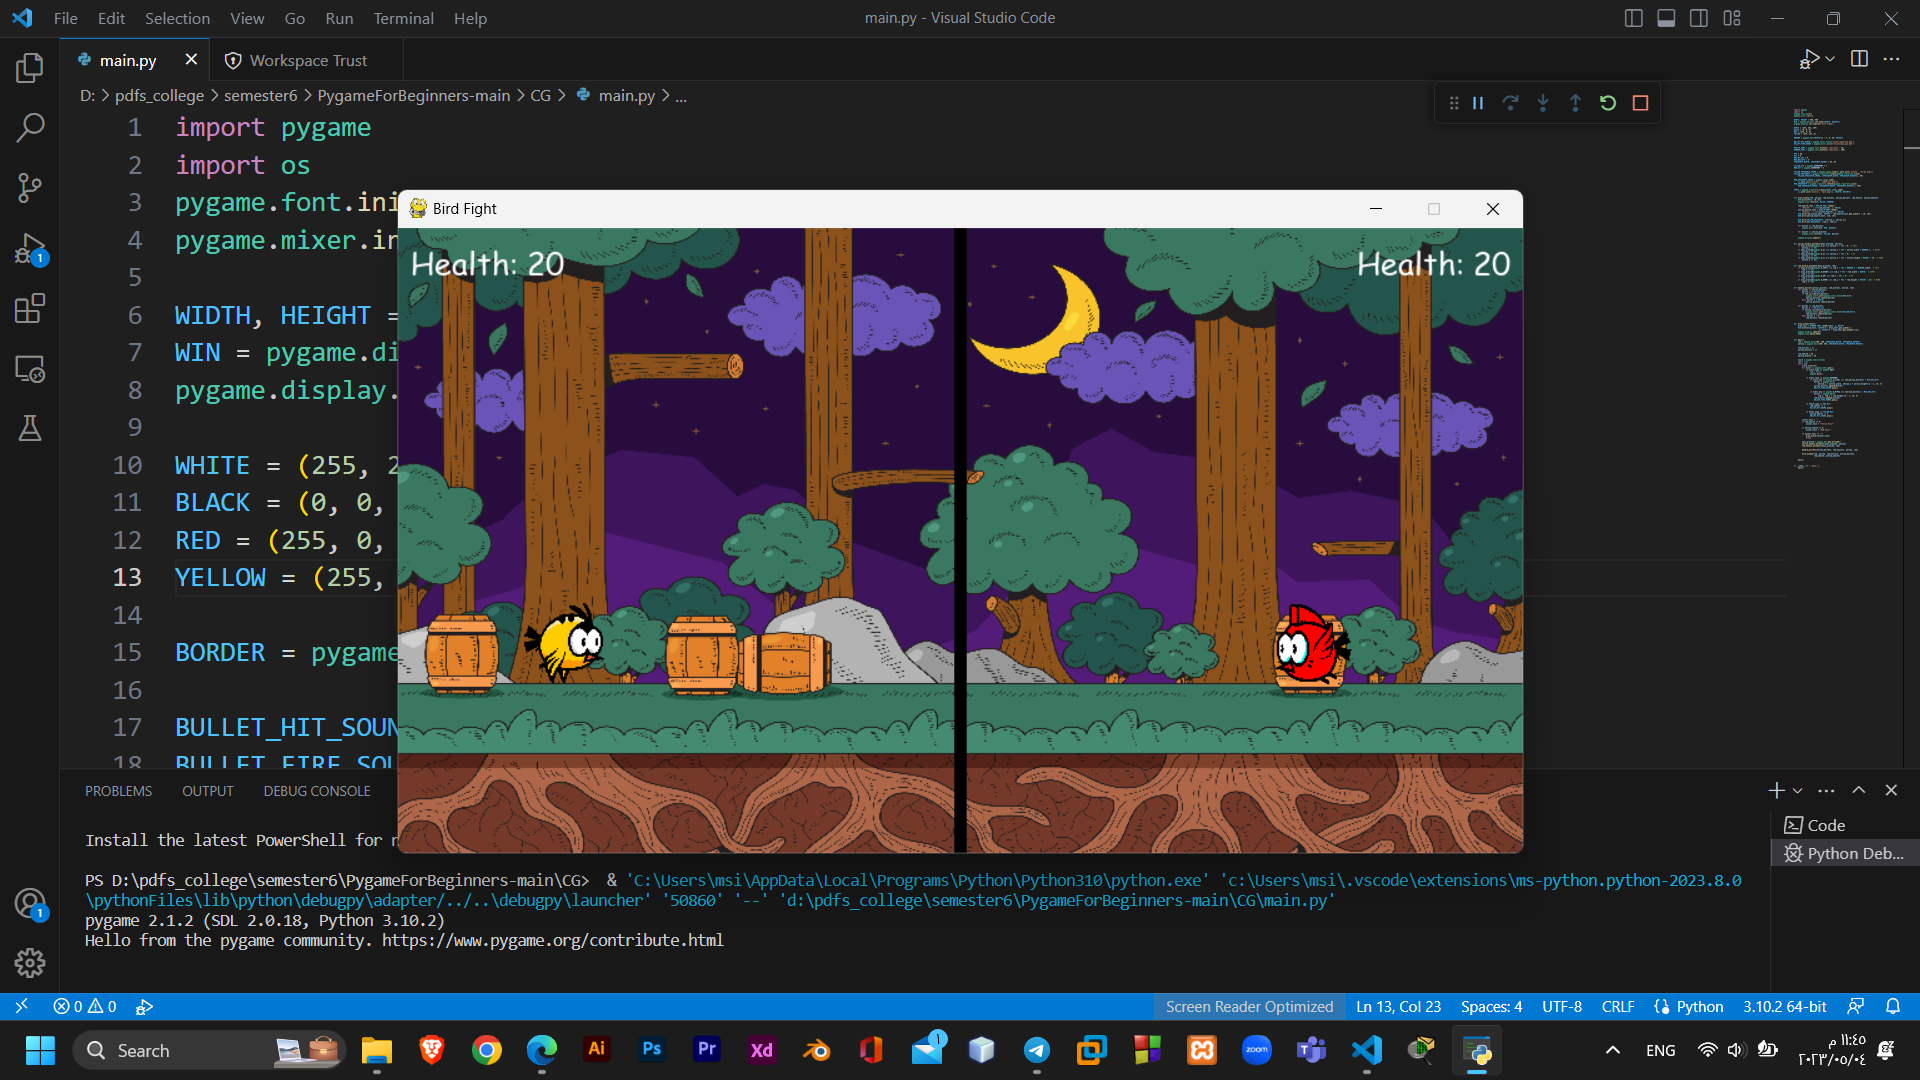 File Edit Selection View Go Run Terminal Help
main.py - Visual Studio Code
main.py
Workspace Trust
D: > pdfs_college > semester6 > PygameForBeginners-main > CG > main.py > ...
1 import pygame
2 import os
3 pygame.font.ini
4 pygame.mixer.in
5
6 WIDTH, HEIGHT =
7 WIN = pygame.di
8 pygame.display.
9
10 WHITE = (255, 2
11 BLACK = (0, 0,
12 RED = (255, 0,
13 YELLOW = (255,
14
15 BORDER = pygame
16
17 BULLET_HIT_SOUN
18 BULLET_FIRE_SOU
Bird Fight
Health: 20
Health: 20
PROBLEMS OUTPUT DEBUG CONSOLE
Install the latest PowerShell for
PS D:\pdfs_college\semester6\PygameForBeginners-main\CG> & 'C:\Users\msi\AppData\Local\Programs\Python\Python310\python.exe' 'c:\Users\msi\.vscode\extensions\ms-python.python-2023.8.0
\pythonFiles\lib\python\debugpy\adapter/../..\debugpy\launcher' '50860' '--' 'd:\pdfs_college\semester6\PygameForBeginners-main\CG\main.py'
pygame 2.1.2 (SDL 2.0.18, Python 3.10.2)
Hello from the pygame community. https://www.pygame.org/contribute.html
Code
Python Deb...
1
1
0 0
Screen Reader Optimized
Ln 13, Col 23
Spaces: 4
UTF-8
CRLF
Python
3.10.2 64-bit
Search
Ai
Ps
Pr
Xd
١
zoom
ENG
١١:٤٥ م
٢٠٢٣/٠٥/٠٤